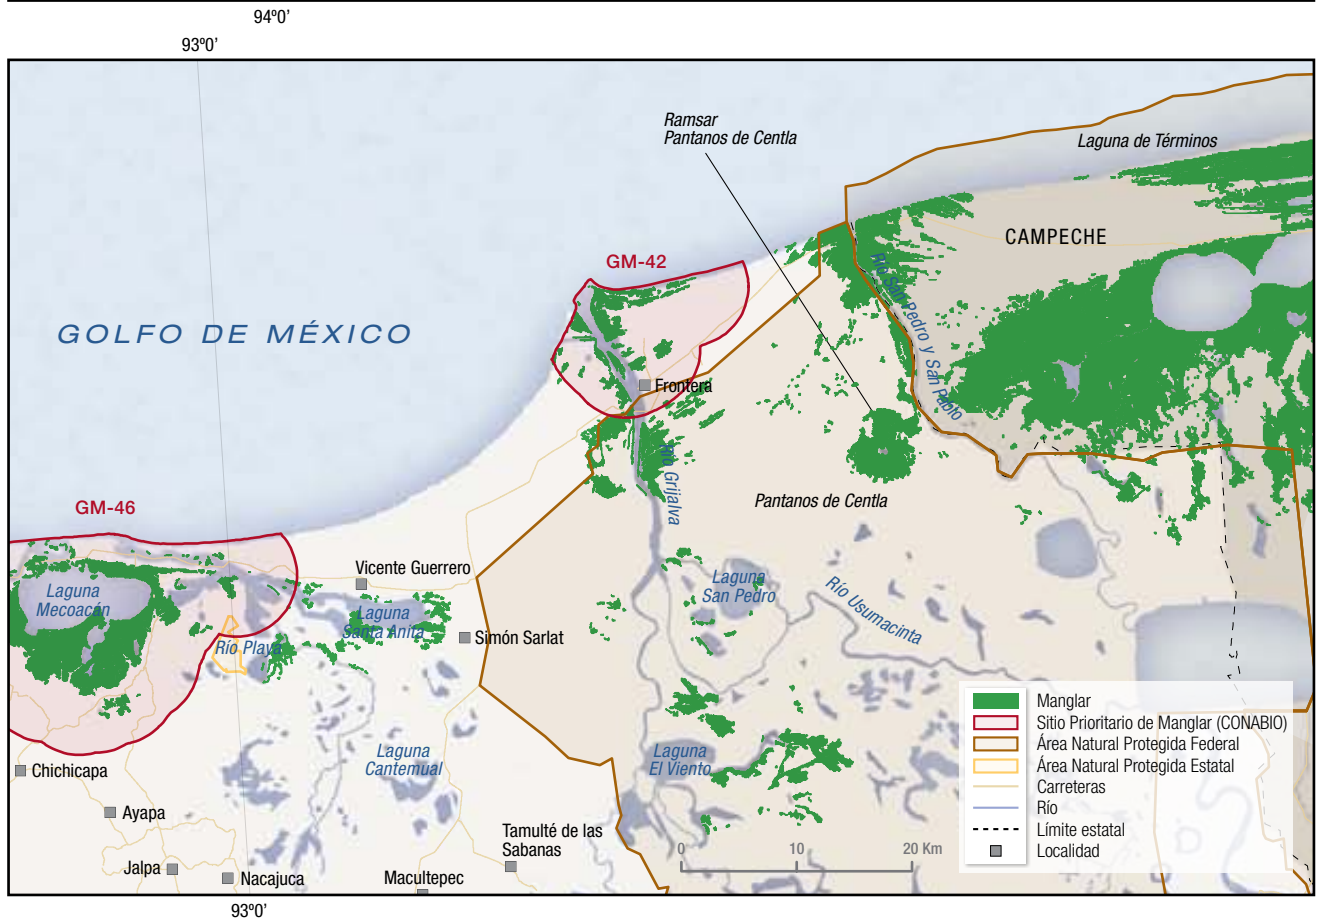 94º0'
93º0'
Ramsar
Pantanos de Centla
Laguna de Términos
CAMPECHE
GM-42
Río San Pedro y San Pablo
GOLFO DE MÉXICO
Frontera
Río Grijalva
Pantanos de Centla
GM-46
Vicente Guerrero
Laguna
Mecoacán
Laguna
Santa Anita
Laguna
San Pedro
Río Usumacinta
Simón Sarlat
Río Playa
Laguna
Cantemual
Laguna
El Viento
Chichicapa
Ayapa
Tamulté de las
Sabanas
Jalpa
Nacajuca
Macultepec
0 10 20 Km
Manglar
Sitio Prioritario de Manglar (CONABIO)
Área Natural Protegida Federal
Área Natural Protegida Estatal
Carreteras
Río
Límite estatal
Localidad
93º0'